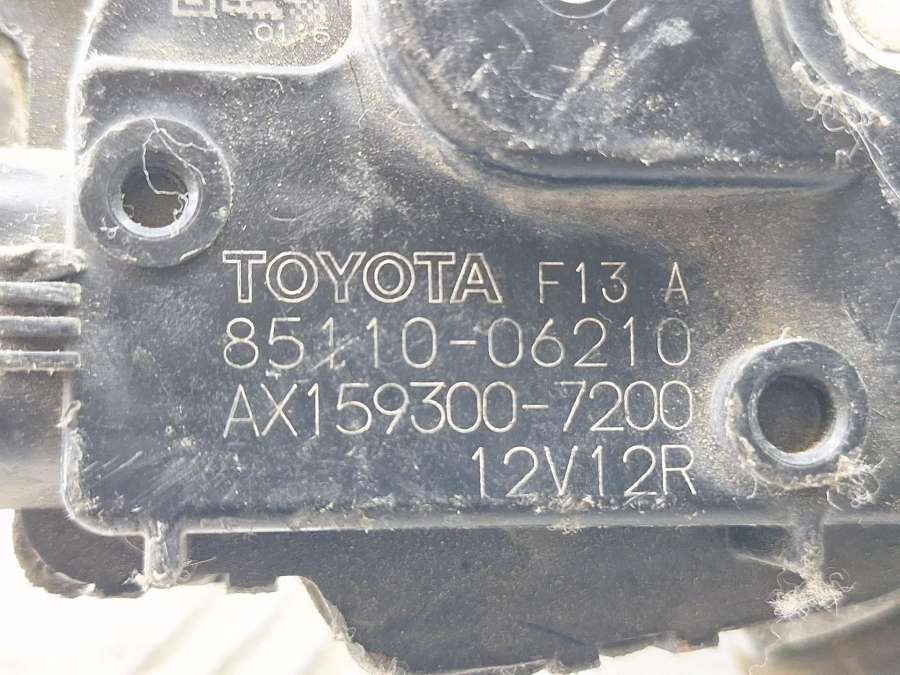 TOYOTA F13 A
85110-06210
AX159300-7200
12V12R